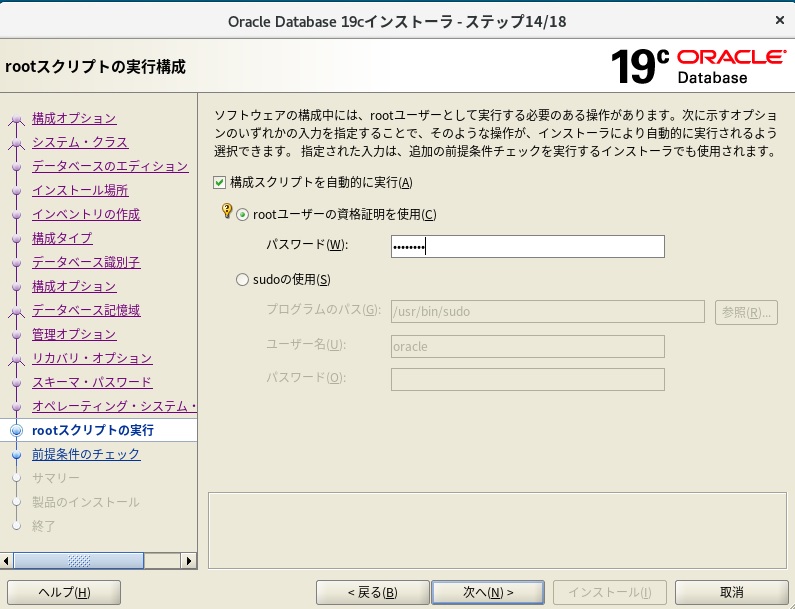 Oracle Database 19cインストーラ - ステップ14/18
rootスクリプトの実行構成
19c ORACLE
Database
構成オプション
システム・クラス
データベースのエディション
インストール場所
インベントリの作成
構成タイプ
データベース識別子
構成オプション
データベース記憶域
管理オプション
リカバリ・オプション
スキーマ・パスワード
オペレーティング・システム・
rootスクリプトの実行
前提条件のチェック
サマリー
製品のインストール
終了
ソフトウェアの構成中には、rootユーザーとして実行する必要のある操作があります。次に示すオプショ
ンのいずれかの入力を指定することで、そのような操作が、インストーラにより自動的に実行されるよう
選択できます。 指定された入力は、追加の前提条件チェックを実行するインストーラでも使用されます。
構成スクリプトを自動的に実行(A)
rootユーザーの資格証明を使用(C)
パスワード(W): ••••••••
sudoの使用(S)
プログラムのパス(G): /usr/bin/sudo 参照(R)...
ユーザー名(U): oracle
パスワード(O):
ヘルプ(H) < 戻る(B) 次へ(N) > インストール(I) 取消